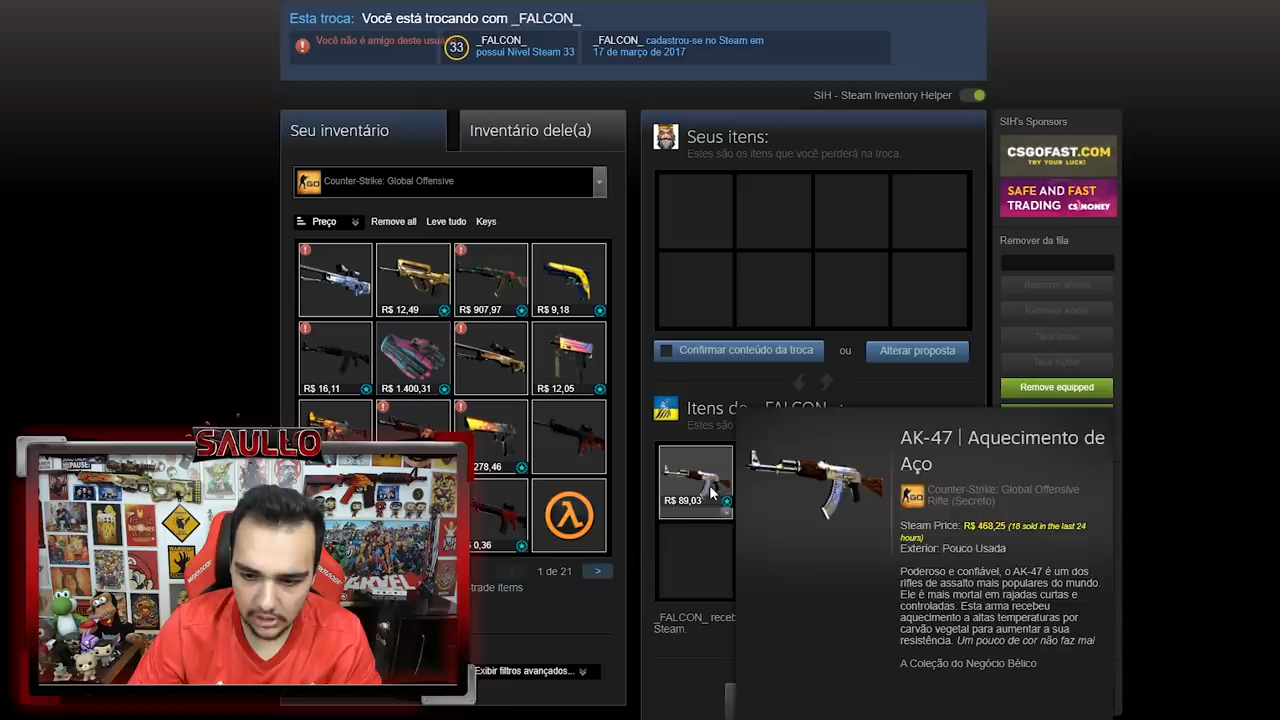 Esta troca: Você está trocando com _FALCON_
Você não é amigo deste usu
33
_FALCON_
possui Nível Steam 33
_FALCON_ cadastrou-se no Steam em
17 de março de 2017
SIH - Steam Inventory Helper
Seu inventário
Inventário dele(a)
Counter-Strike: Global Offensive
Preço
Remove all
Leve tudo
Keys
R$ 12,49
R$ 907,97
R$ 9,18
R$ 16,11
R$ 1.400,31
R$ 12,05
278,46
0,36
1 de 21
>
trade items
Exibir filtros avançados...
Seus itens:
Estes são os itens que você perderá na troca.
Confirmar conteúdo da troca
ou
Alterar proposta
Itens de _FALCON_:
Estes são
R$ 89,03
_FALCON_ receb
Steam.
AK-47 | Aquecimento de
Aço
Counter-Strike: Global Offensive
Rifle (Secreto)
Steam Price: R$ 468,25 (18 sold in the last 24
hours)
Exterior: Pouco Usada
Poderoso e confiável, o AK-47 é um dos
rifles de assalto mais populares do mundo.
Ele é mais mortal em rajadas curtas e
controladas. Esta arma recebeu
aquecimento a altas temperaturas por
carvão vegetal para aumentar a sua
resistência. Um pouco de cor não faz mal
A Coleção do Negócio Bélico
SIH's Sponsors
CSGOFAST.COM
TRY YOUR LUCK!
SAFE AND FAST
TRADING CS MONEY
Remover da fila
Remove equipped
SAULLO
MARVEL